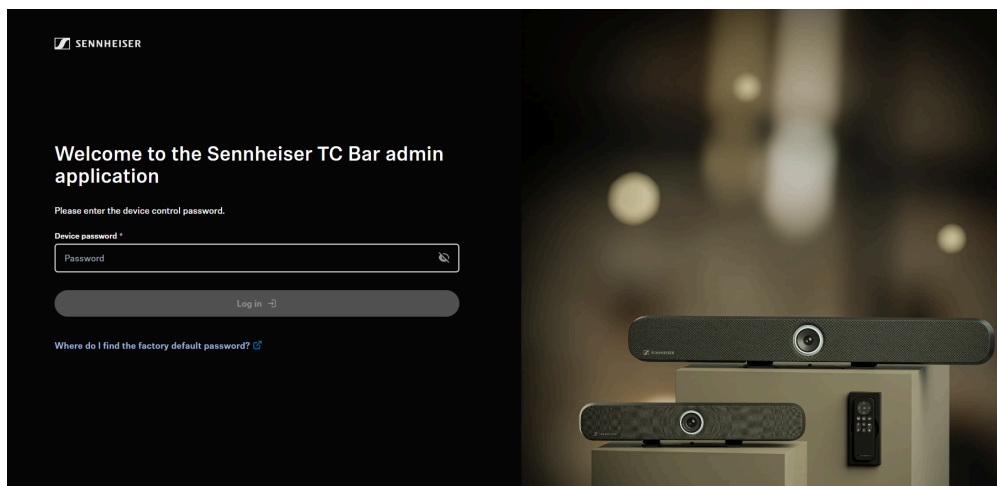 SENNHEISER
Welcome to the Sennheiser TC Bar admin
application
Please enter the device control password.
Device password *
Password
Log in
Where do I find the factory default password?
SENNHEISER